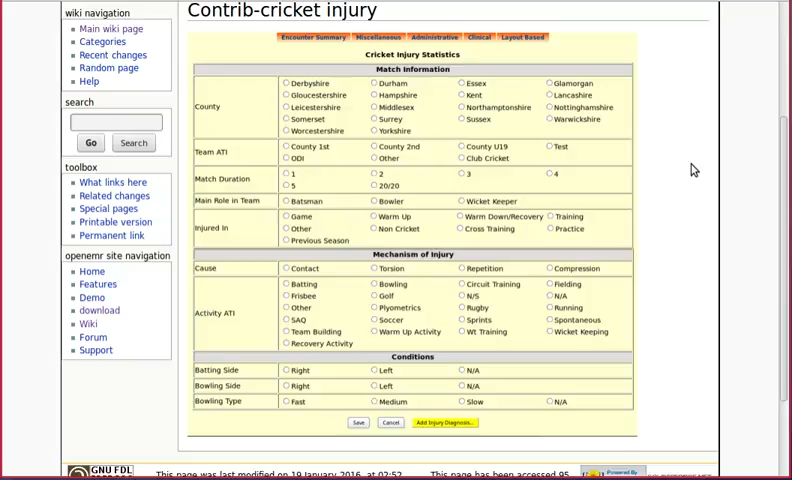 Contrib-cricket injury
wiki navigation
Main wiki page
Categories
Recent changes
Random page
Help
search
Go Search
toolbox
What links here
Related changes
Special pages
Printable version
Permanent link
openemr site navigation
Home
Features
Demo
download
Wiki
Forum
Support
Encounter Summary Miscellaneous Administrative Clinical Layout Based
Cricket Injury Statistics
Match Information
County
Derbyshire Durham Essex Glamorgan
Gloucestershire Hampshire Kent Lancashire
Leicestershire Middlesex Northamptonshire Nottinghamshire
Somerset Surrey Sussex Warwickshire
Worcestershire Yorkshire
Team ATI
County 1st County 2nd County U19 Test
ODI Other Club Cricket
Match Duration
1 2 3 4
5 20/20
Main Role in Team Batsman Bowler Wicket Keeper
Injured In
Game Warm Up Warm Down/Recovery Training
Other Non Cricket Cross Training Practice
Previous Season
Mechanism of Injury
Cause Contact Torsion Repetition Compression
Activity ATI
Batting Bowling Circuit Training Fielding
Frisbee Golf N/S N/A
Other Plyometrics Rugby Running
SAQ Soccer Sprints Spontaneous
Team Building Warm Up Activity Wt Training Wicket Keeping
Recovery Activity
Conditions
Batting Side Right Left N/A
Bowling Side Right Left N/A
Bowling Type Fast Medium Slow N/A
Save Cancel Add Injury Diagnosis...
GNU FDL
This page was last modified on 19 January 2016, at 02:52. This page has been accessed 95
Powered By